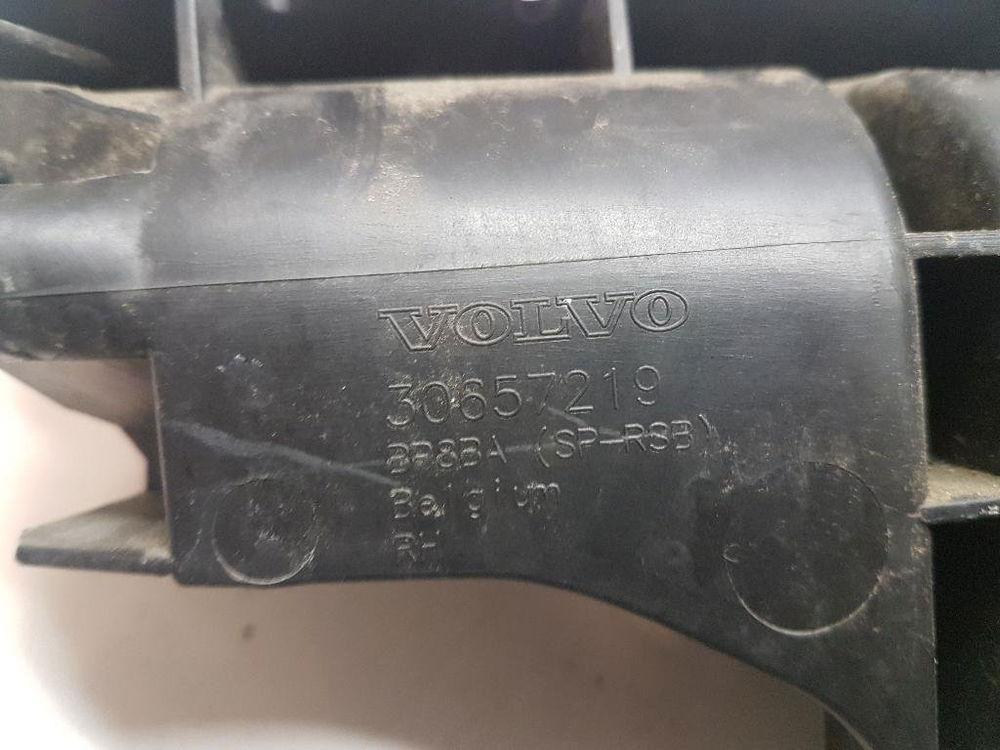 VOLVO
30657219
BP8BA (SP-RSB)
Belgium
RH